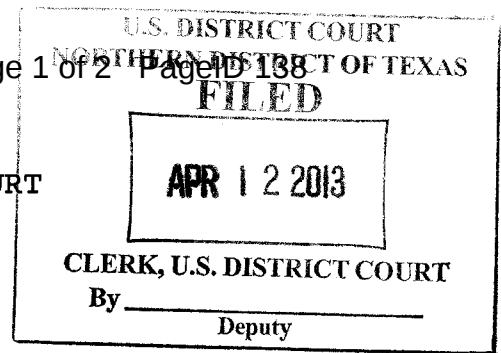 U.S. DISTRICT COURT
NORTHERN DISTRICT OF TEXAS
ge 1 of 2 PageID 138
FILED
APR 12 2013
URT
CLERK, U.S. DISTRICT COURT
By
Deputy